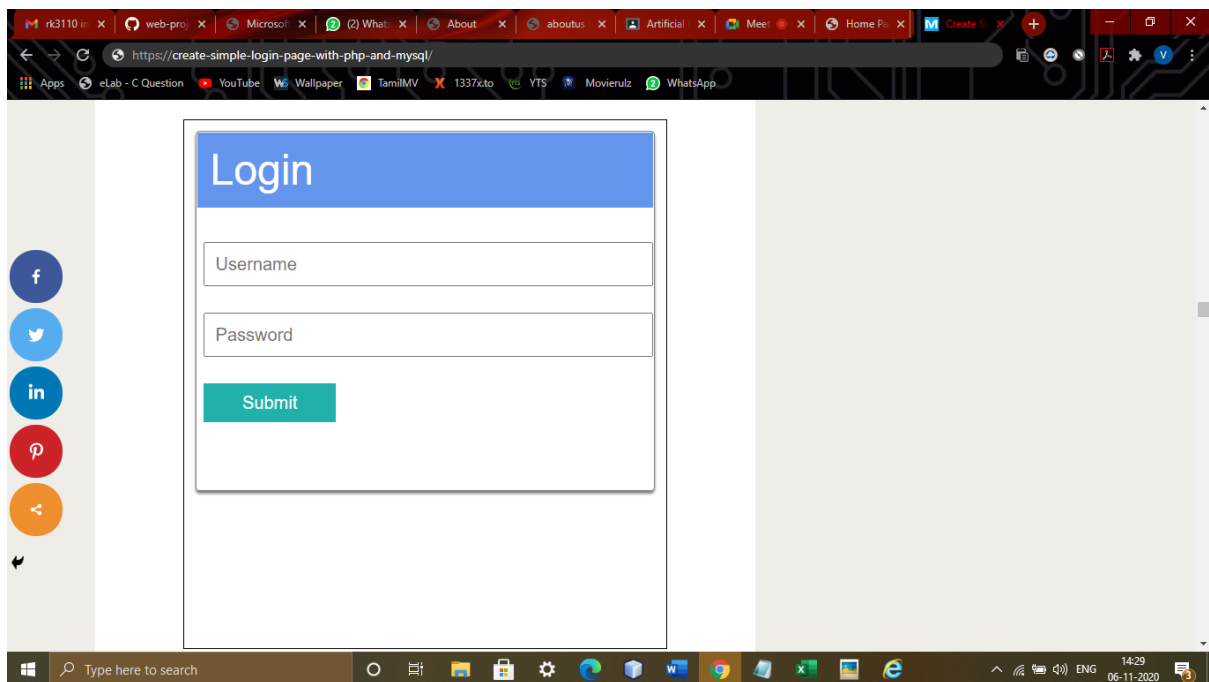 rk3110 in
web-proj
Microsoft
(2) Whats
About
aboutus
Artificial
Meet
Home Pa
Create S
https://create-simple-login-page-with-php-and-mysql/
V
Apps
eLab - C Question
YouTube
Wallpaper
TamilMV
1337x.to
YTS
Movierulz
WhatsApp
Login
Username
Password
Submit
Type here to search
ENG
14:29
06-11-2020